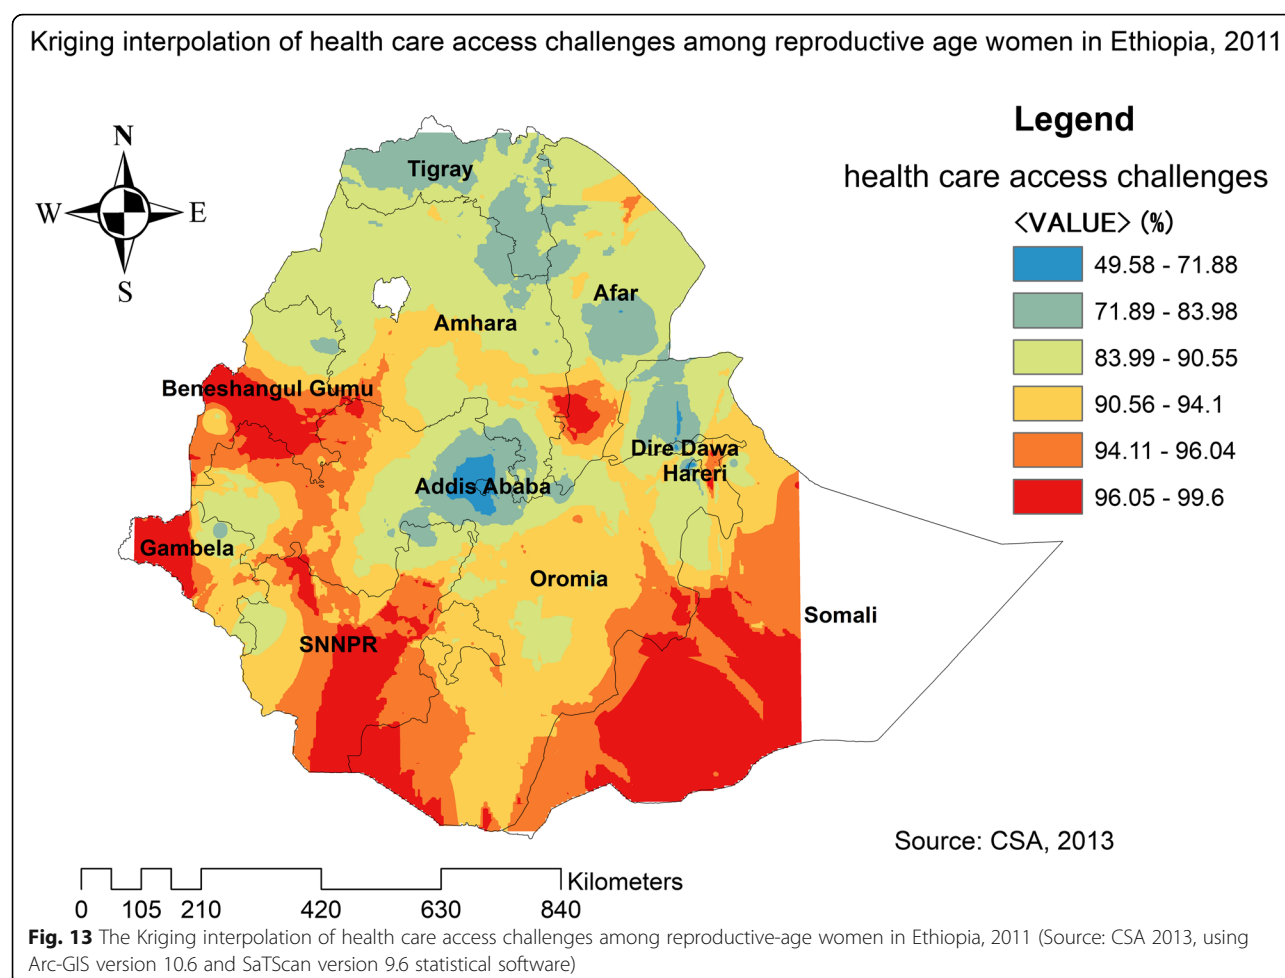 Kriging interpolation of health care access challenges among reproductive age women in Ethiopia, 2011
Legend
health care access challenges
<VALUE> (%)
49.58 - 71.88
71.89 - 83.98
83.99 - 90.55
90.56 - 94.1
94.11 - 96.04
96.05 - 99.6
N
W
E
S
Tigray
Afar
Amhara
Beneshangul Gumu
Dire Dawa
Hareri
Addis Ababa
Gambela
Oromia
Somali
SNNPR
Source: CSA, 2013
Kilometers
0 105 210 420 630 840
Fig. 13 The Kriging interpolation of health care access challenges among reproductive-age women in Ethiopia, 2011 (Source: CSA 2013, using
Arc-GIS version 10.6 and SaTScan version 9.6 statistical software)